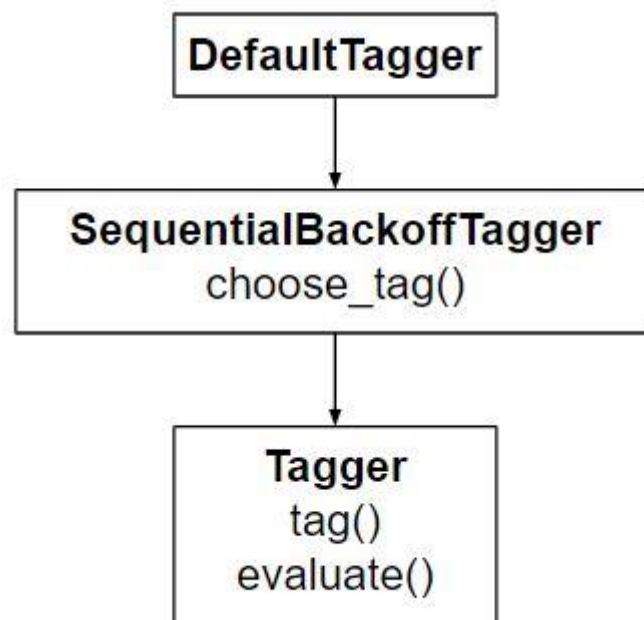 DefaultTagger
SequentialBackoffTagger
choose_tag()
Tagger
tag()
evaluate()